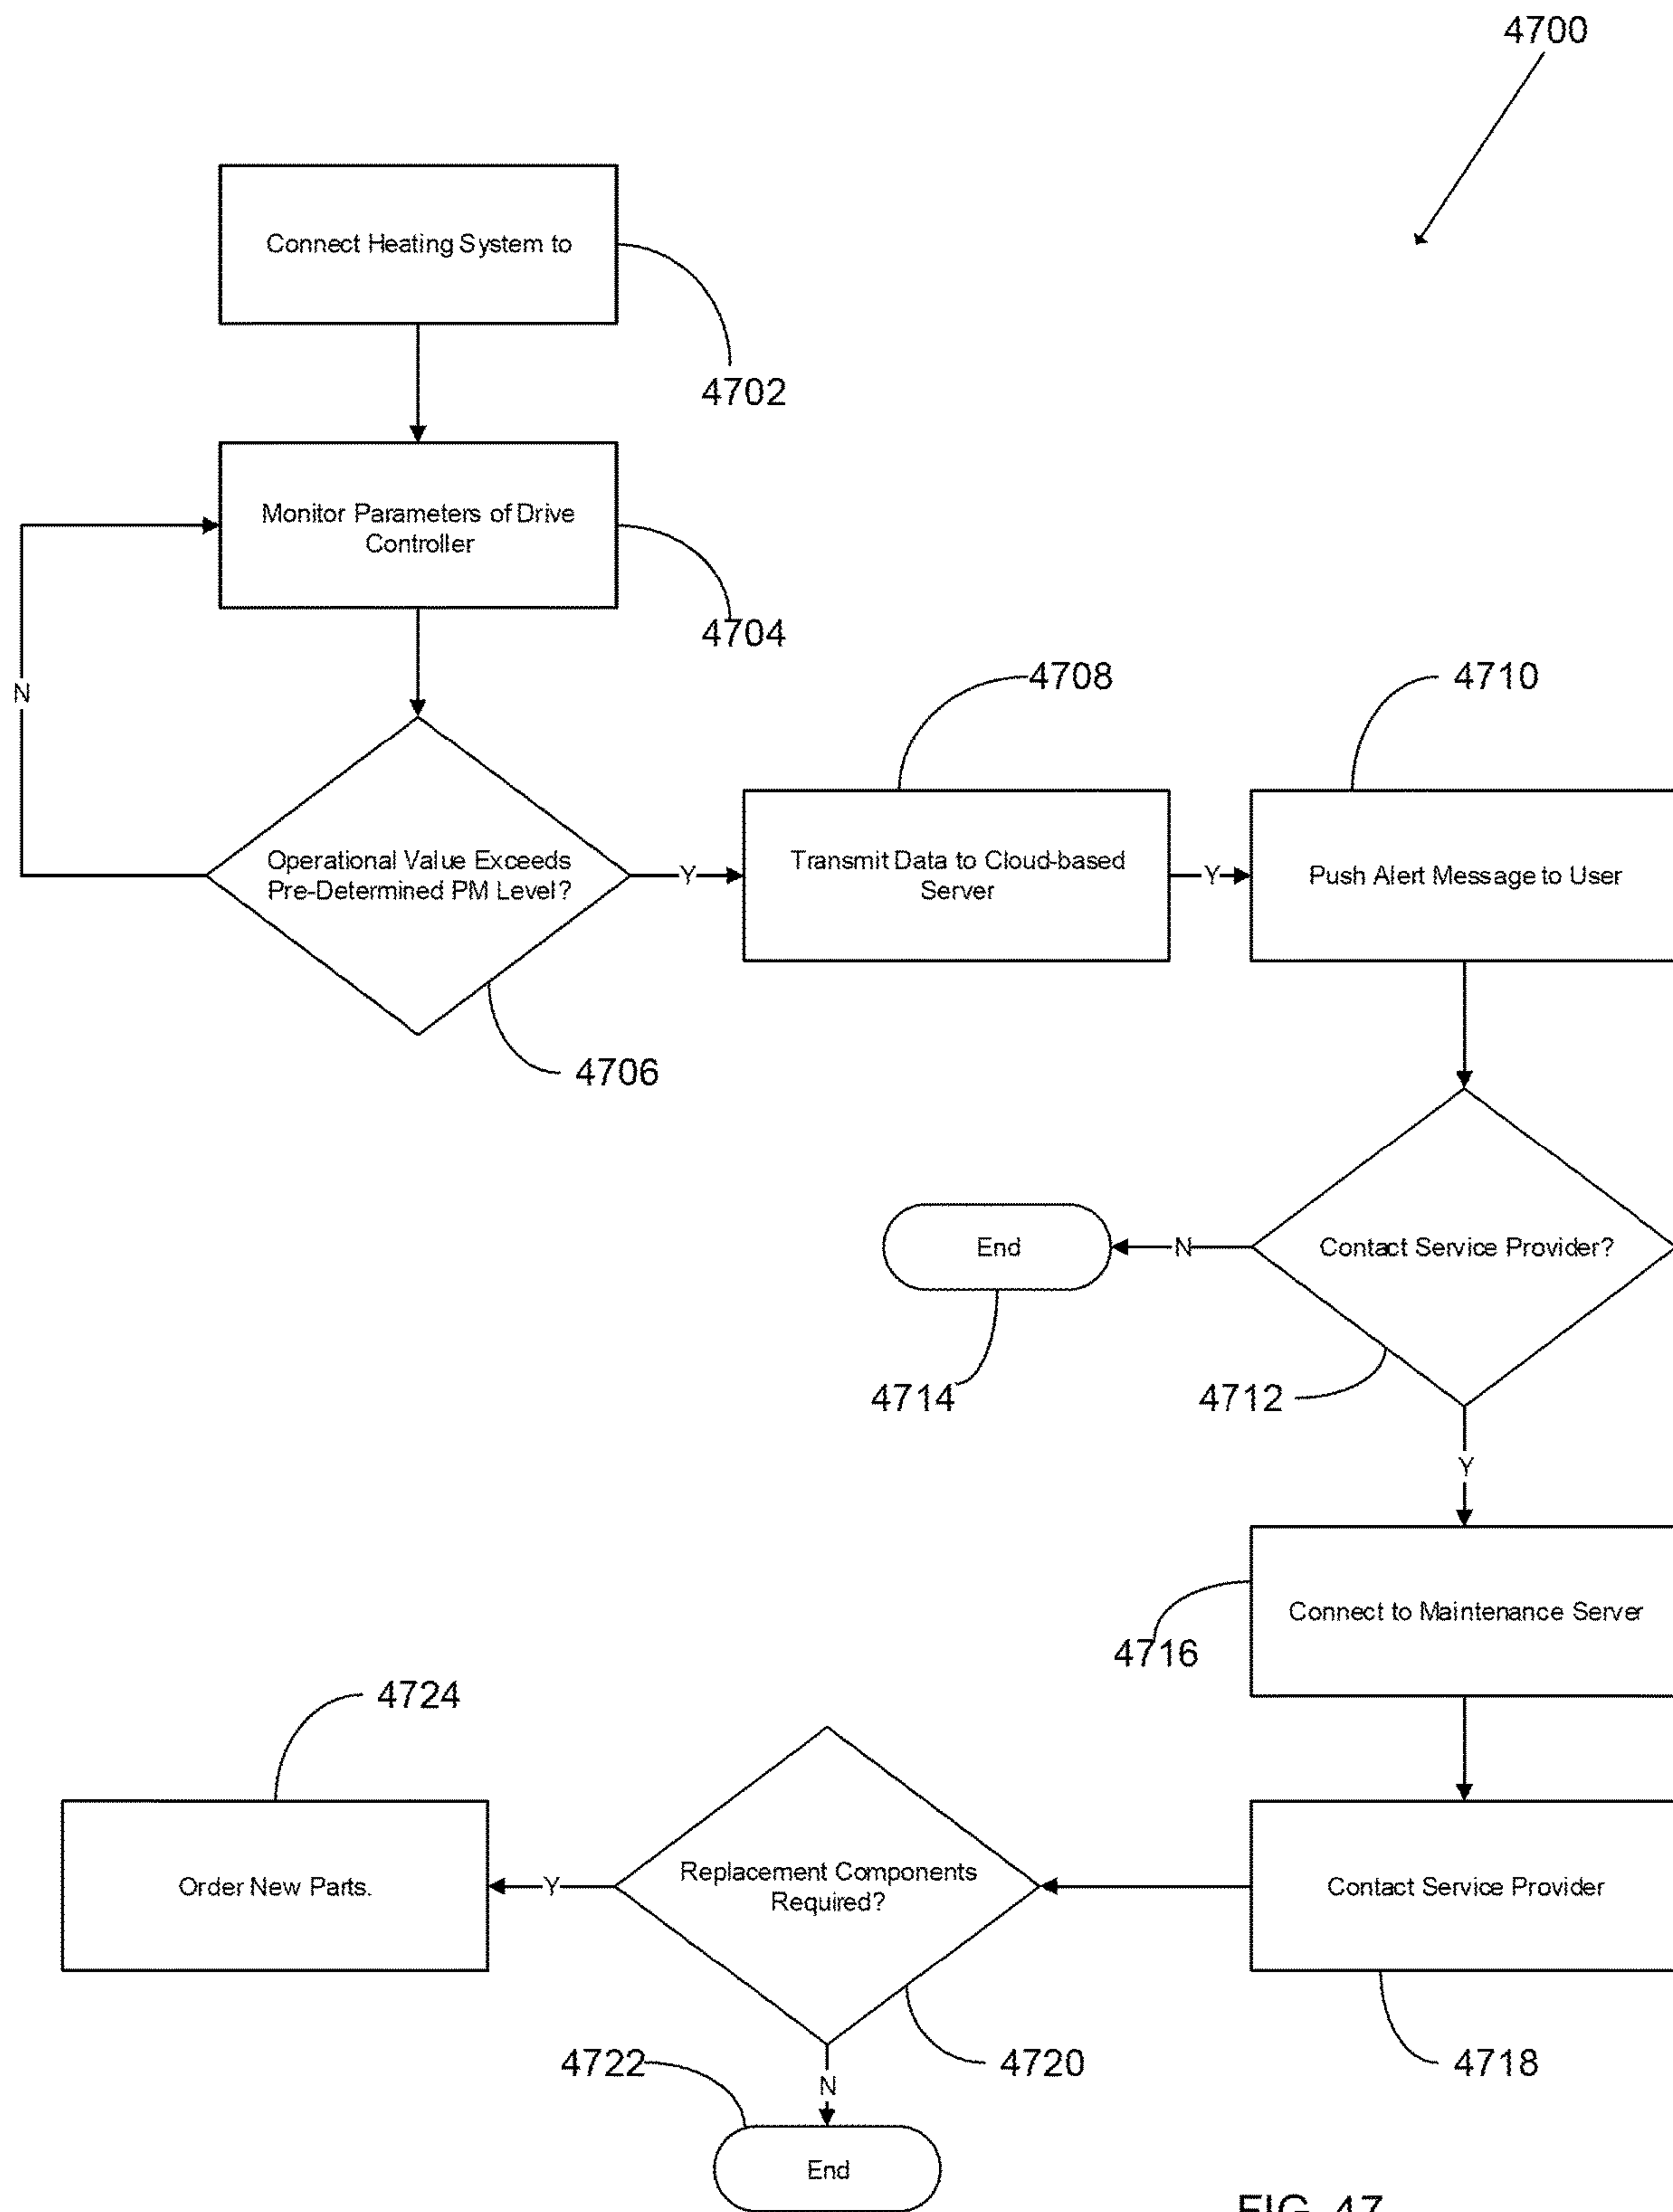 4700
Connect Heating System to
4702
Monitor Parameters of Drive
Controller
4704
N
4708
4710
Operational Value Exceeds
Pre-Determined PM Level?
Y
Transmit Data to Cloud-based
Server
Y
Push Alert Message to User
4706
End
N
Contact Service Provider?
4714
4712
Y
Connect to Maintenance Server
4716
4724
Order New Parts.
Y
Replacement Components
Required?
Contact Service Provider
4722
4720
4718
N
End
FIG. 47